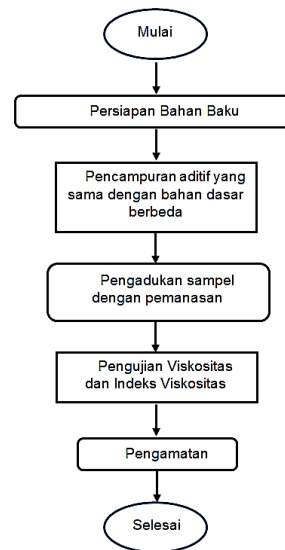 Mulai
Persiapan Bahan Baku
Pencampuran aditif yang
sama dengan bahan dasar
berbeda
Pengadukan sampel
dengan pemanasan
Pengujian Viskositas
dan Indeks Viskositas
Pengamatan
Selesai